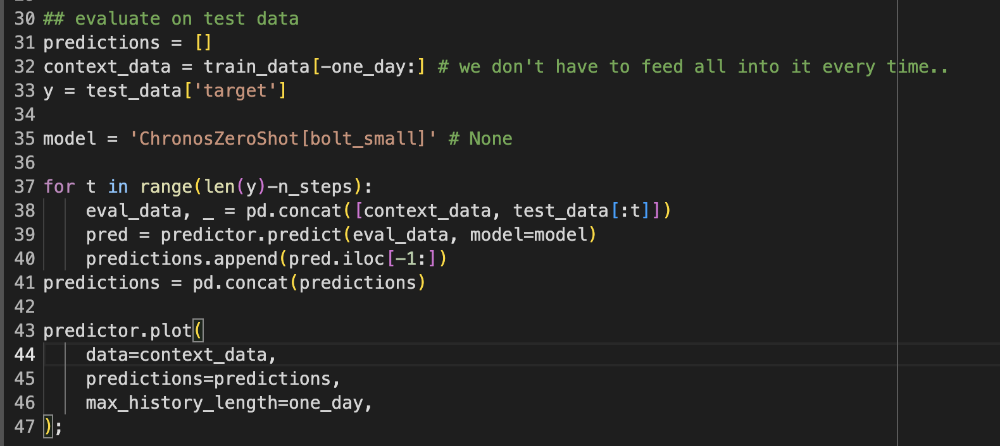 30 ## evaluate on test data
31 predictions = []
32 context_data = train_data[-one_day:] # we don't have to feed all into it every time..
33 y = test_data['target']
34
35 model = 'ChronosZeroShot[bolt_small]' # None
36
37 for t in range(len(y)-n_steps):
38     eval_data, _ = pd.concat([context_data, test_data[:t]])
39     pred = predictor.predict(eval_data, model=model)
40     predictions.append(pred.iloc[-1:])
41 predictions = pd.concat(predictions)
42
43 predictor.plot(
44     data=context_data,
45     predictions=predictions,
46     max_history_length=one_day,
47 );